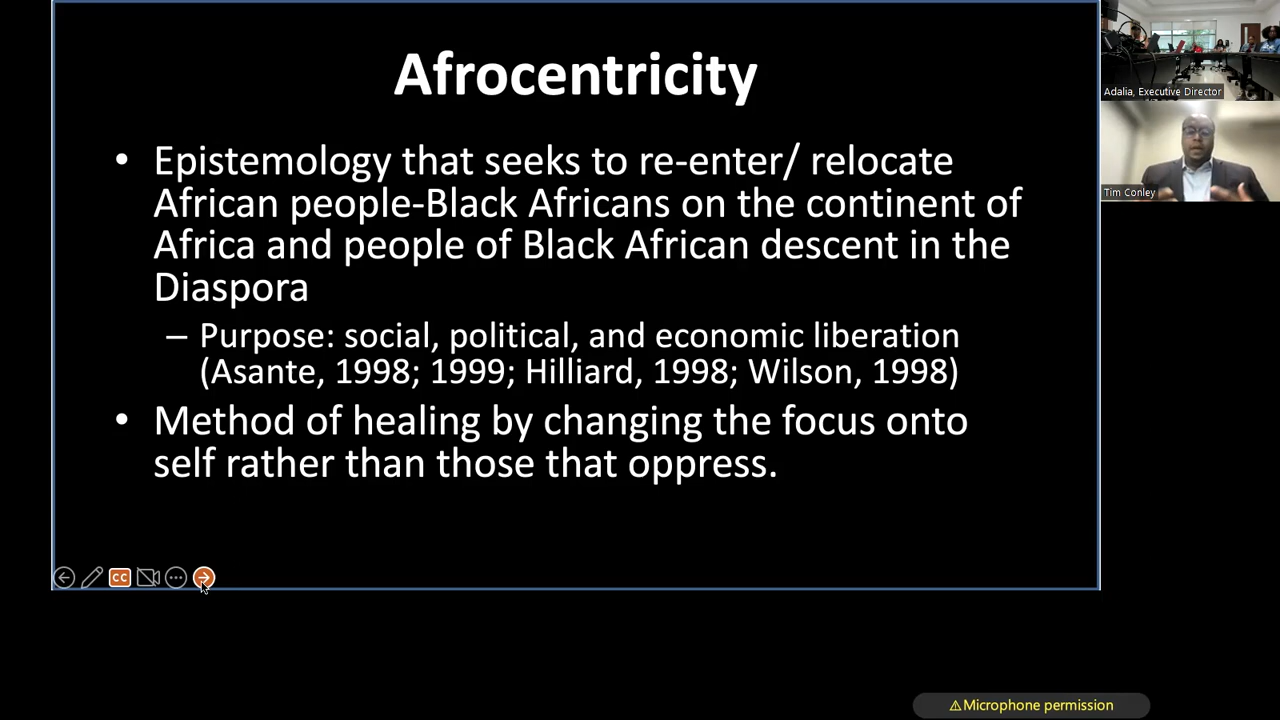 Afrocentricity
• Epistemology that seeks to re-enter/ relocate
African people-Black Africans on the continent of
Africa and people of Black African descent in the
Diaspora
– Purpose: social, political, and economic liberation
(Asante, 1998; 1999; Hilliard, 1998; Wilson, 1998)
• Method of healing by changing the focus onto
self rather than those that oppress.
CC
Adalia, Executive Director
Tim Conley
⚠Microphone permission